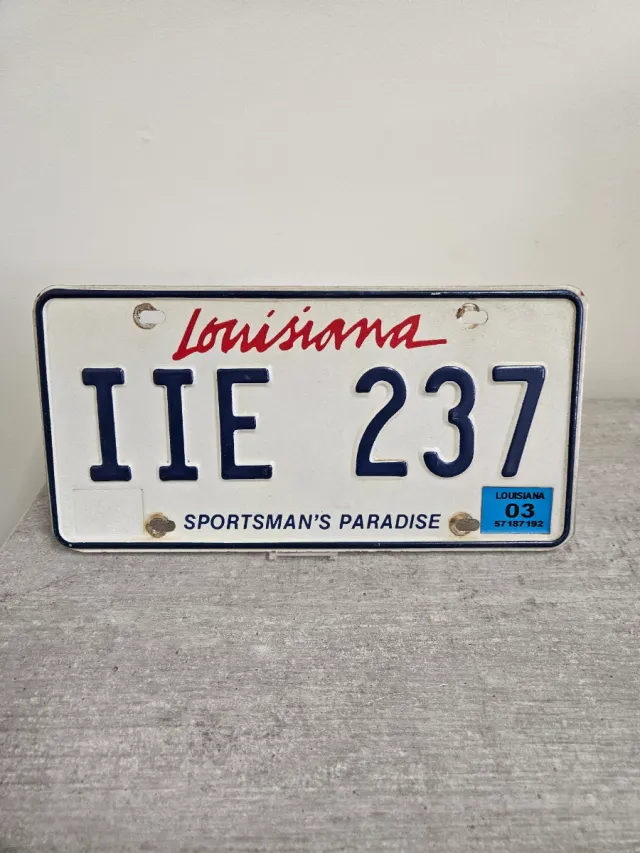 Louisiana
IIE 237
SPORTSMAN'S PARADISE
LOUISIANA
03
57187192